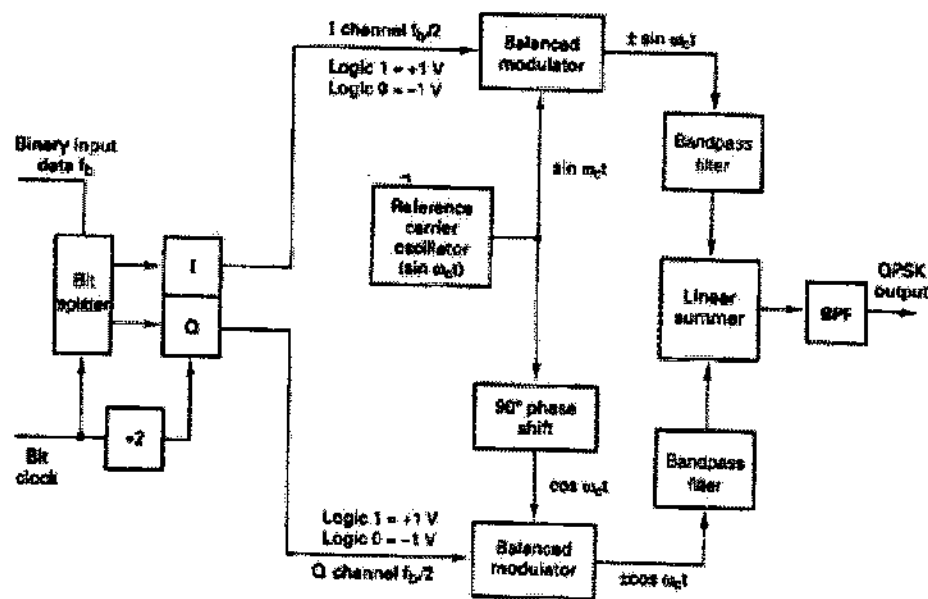 I channel fb/2
Logic 1 = +1 V
Logic 0 = −1 V
Balanced
modulator
± sin ωct
Binary input
data fb
sin ωct
Bandpass
filter
Reference
carrier
oscillator
(sin ωct)
Bit
splitter
I
Q
Linear
summer
BPF
QPSK
output
÷2
Bit
clock
90° phase
shift
cos ωct
Bandpass
filter
Logic 1 = +1 V
Logic 0 = −1 V
Q channel fb/2
Balanced
modulator
±cos ωct